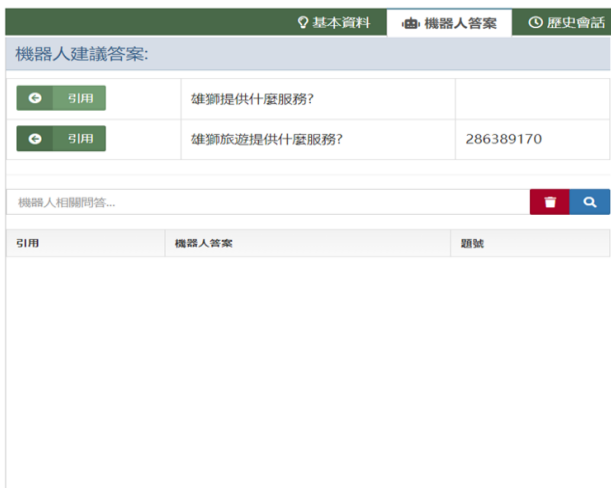 基本資料 機器人答案 歷史會話
機器人建議答案:
引用 雄獅提供什麼服務?
引用 雄獅旅遊提供什麼服務? 286389170
機器人相關問答...
引用 機器人答案 題號